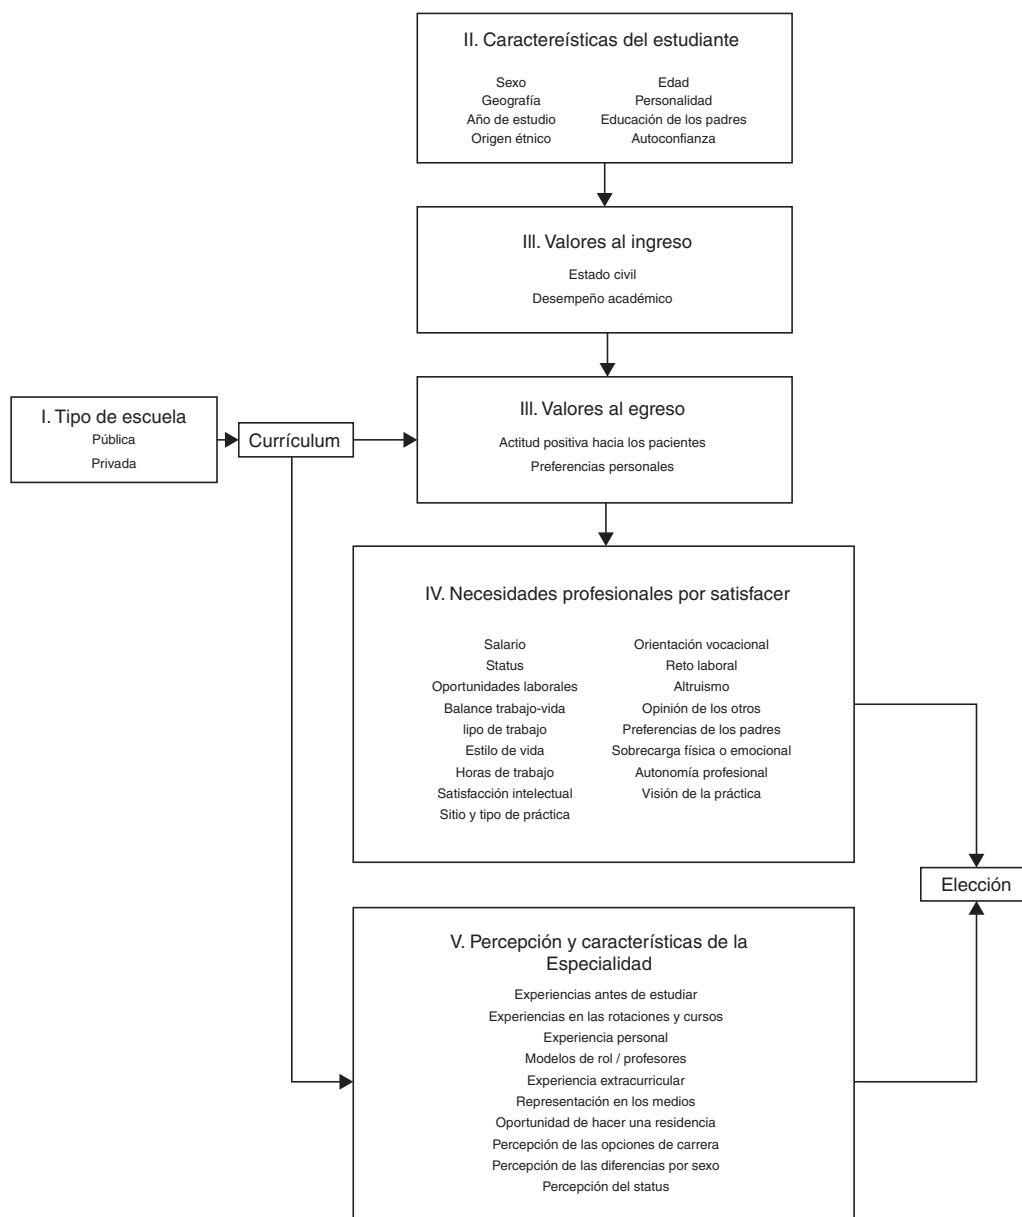 II. Caractereísticas del estudiante
Sexo
Edad
Geografía
Personalidad
Año de estudio
Educación de los padres
Origen étnico
Autoconfianza
III. Valores al ingreso
Estado civil
Desempeño académico
I. Tipo de escuela
Pública
Privada
Currículum
III. Valores al egreso
Actitud positiva hacia los pacientes
Preferencias personales
IV. Necesidades profesionales por satisfacer
Salario
Orientación vocacional
Status
Reto laboral
Oportunidades laborales
Altruismo
Balance trabajo-vida
Opinión de los otros
lipo de trabajo
Preferencias de los padres
Estilo de vida
Sobrecarga física o emocional
Horas de trabajo
Autonomía profesional
Satisfacción intelectual
Visión de la práctica
Sitio y tipo de práctica
Elección
V. Percepción y características de la
Especialidad
Experiencias antes de estudiar
Experiencias en las rotaciones y cursos
Experiencia personal
Modelos de rol / profesores
Experiencia extracurricular
Representación en los medios
Oportunidad de hacer una residencia
Percepción de las opciones de carrera
Percepción de las diferencias por sexo
Percepción del status